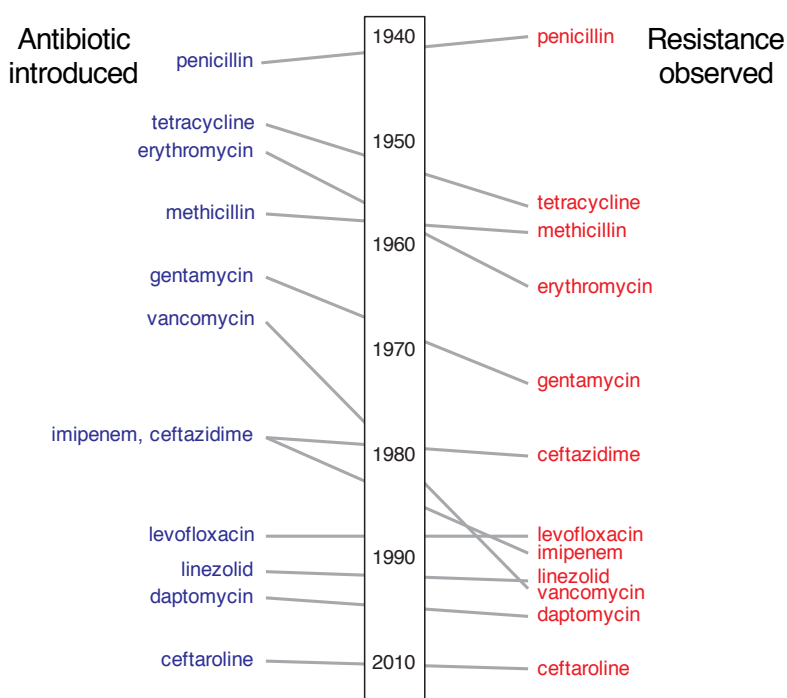 Antibiotic
introduced
penicillin
tetracycline
erythromycin
methicillin
gentamycin
vancomycin
imipenem, ceftazidime
levofloxacin
linezolid
daptomycin
ceftaroline
1940
1950
1960
1970
1980
1990
2010
Resistance
observed
penicillin
tetracycline
methicillin
erythromycin
gentamycin
ceftazidime
levofloxacin
imipenem
linezolid
vancomycin
daptomycin
ceftaroline